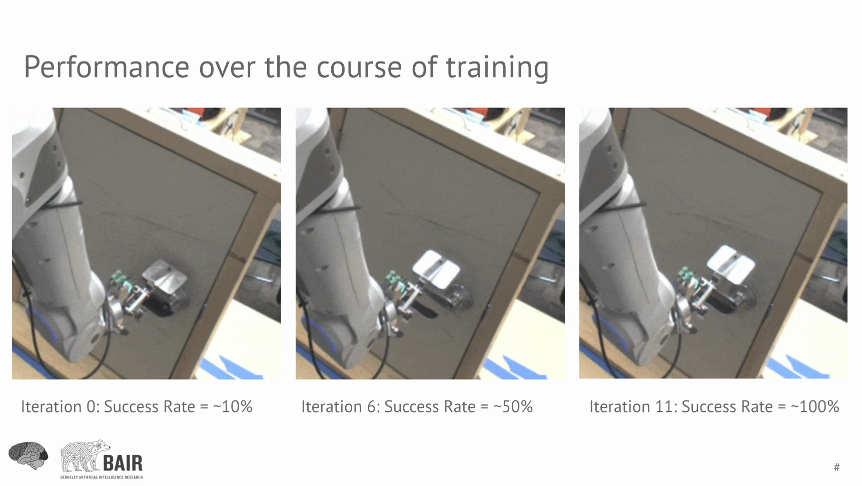 Performance over the course of training
Iteration 0: Success Rate = ~10%
Iteration 6: Success Rate = ~50%
Iteration 11: Success Rate = ~100%
BAIR
BERKELEY ARTIFICIAL INTELLIGENCE RESEARCH
#